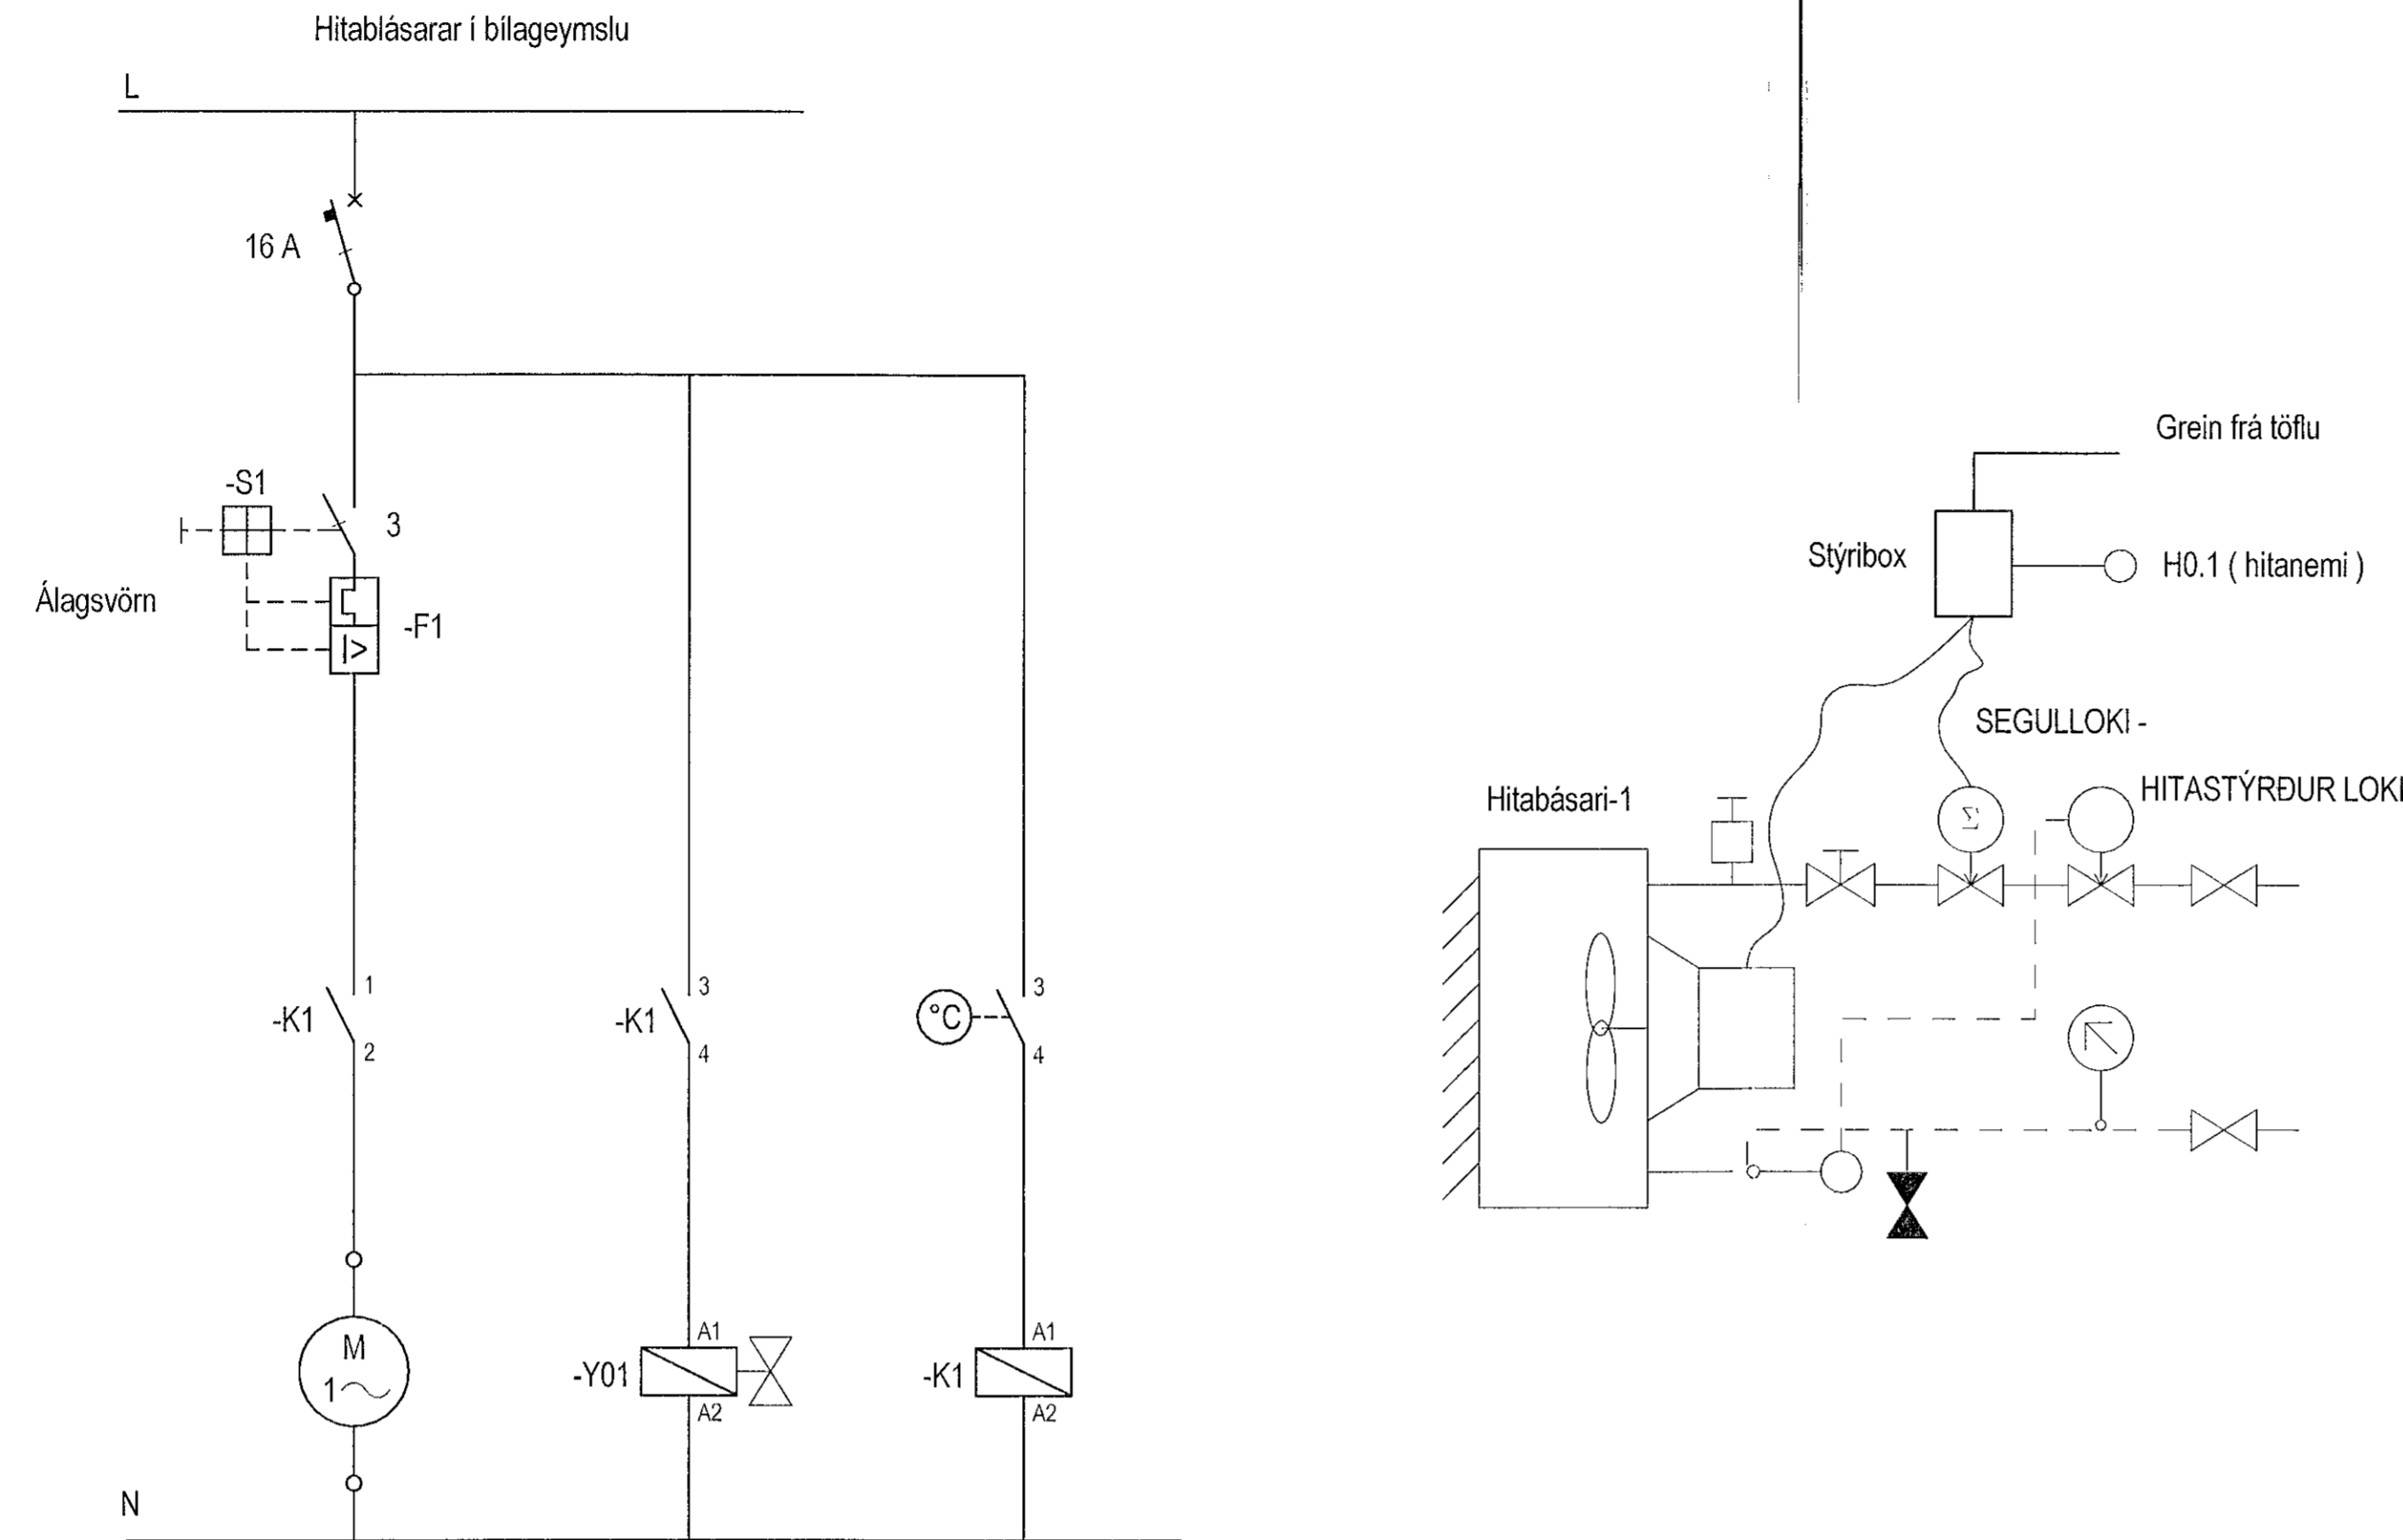 Hitablásarar í bílageymslu
L
16 A
-S1
3
Álagsvörn
-F1
I>
-K1
1
2
-K1
3
4
°C
3
4
M
1~
-Y01
A1
A2
-K1
A1
A2
N
Grein frá töflu
Stýribox
H0.1 ( hitanemi )
SEGULLOKI -
HITASTÝRÐUR LOKI
Hitabásari-1
Σ